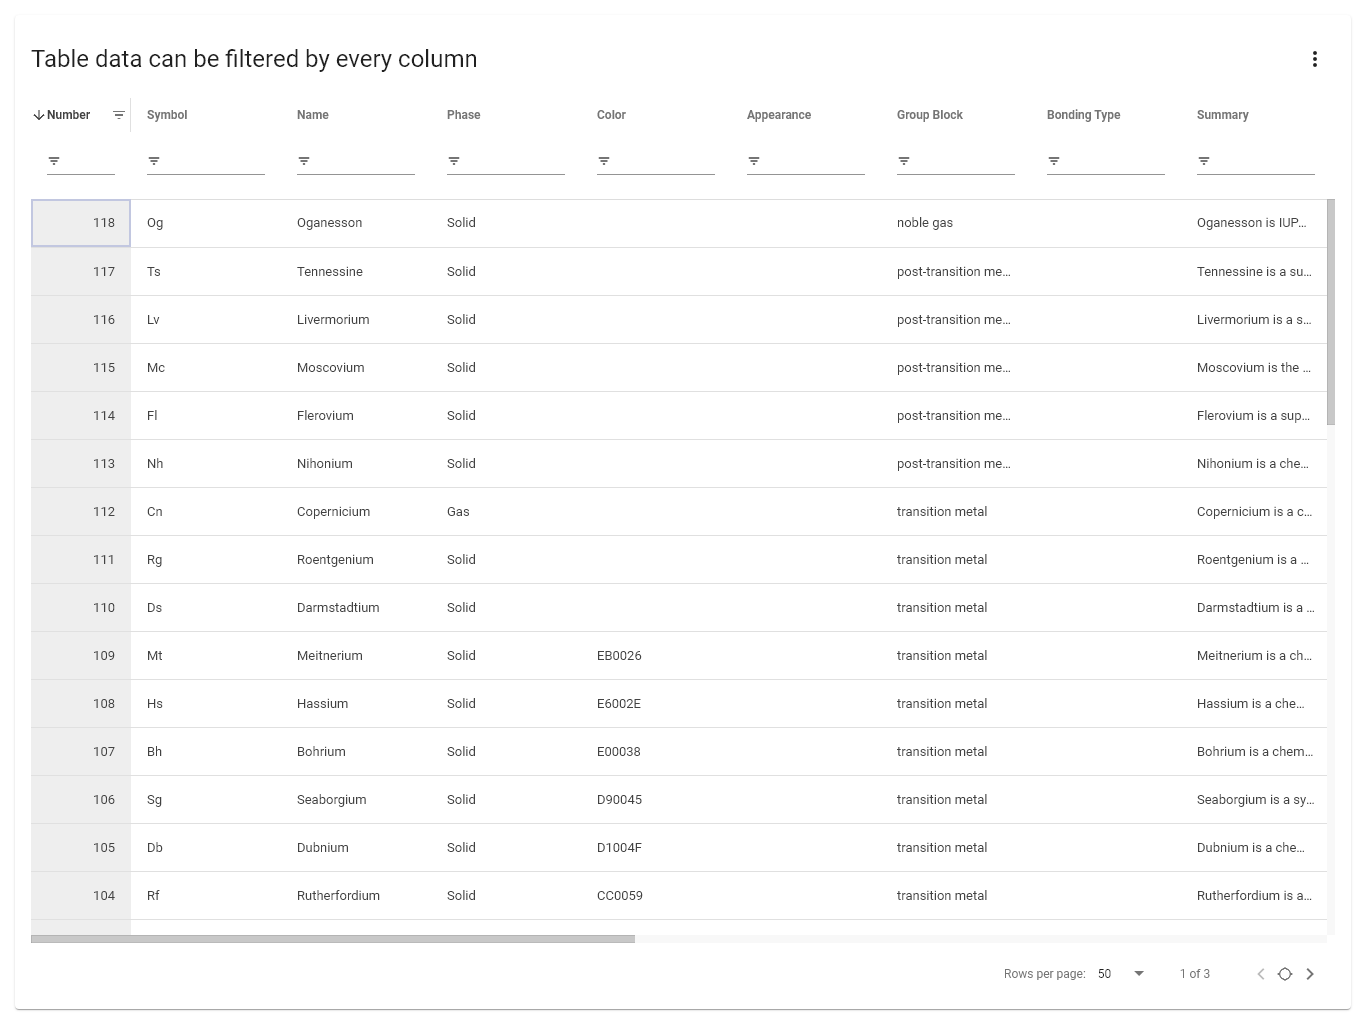 Table data can be filtered by every column
Number Symbol Name Phase Color Appearance Group Block Bonding Type Summary
118 Og Oganesson Solid noble gas Oganesson is IUP...
117 Ts Tennessine Solid post-transition me... Tennessine is a su...
116 Lv Livermorium Solid post-transition me... Livermorium is a s...
115 Mc Moscovium Solid post-transition me... Moscovium is the ...
114 Fl Flerovium Solid post-transition me... Flerovium is a sup...
113 Nh Nihonium Solid post-transition me... Nihonium is a che...
112 Cn Copernicium Gas transition metal Copernicium is a c...
111 Rg Roentgenium Solid transition metal Roentgenium is a ...
110 Ds Darmstadtium Solid transition metal Darmstadtium is a ...
109 Mt Meitnerium Solid EB0026 transition metal Meitnerium is a ch...
108 Hs Hassium Solid E6002E transition metal Hassium is a che...
107 Bh Bohrium Solid E00038 transition metal Bohrium is a chem...
106 Sg Seaborgium Solid D90045 transition metal Seaborgium is a sy...
105 Db Dubnium Solid D1004F transition metal Dubnium is a che...
104 Rf Rutherfordium Solid CC0059 transition metal Rutherfordium is a...
Rows per page: 50 1 of 3